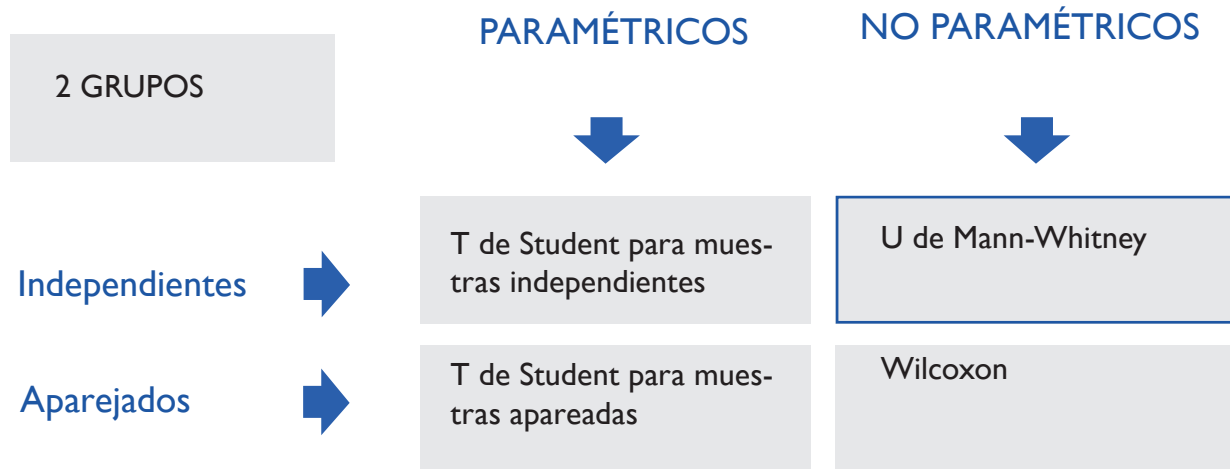 PARAMÉTRICOS
NO PARAMÉTRICOS
2 GRUPOS
Independientes
T de Student para mues-
tras independientes
U de Mann-Whitney
Aparejados
T de Student para mues-
tras apareadas
Wilcoxon